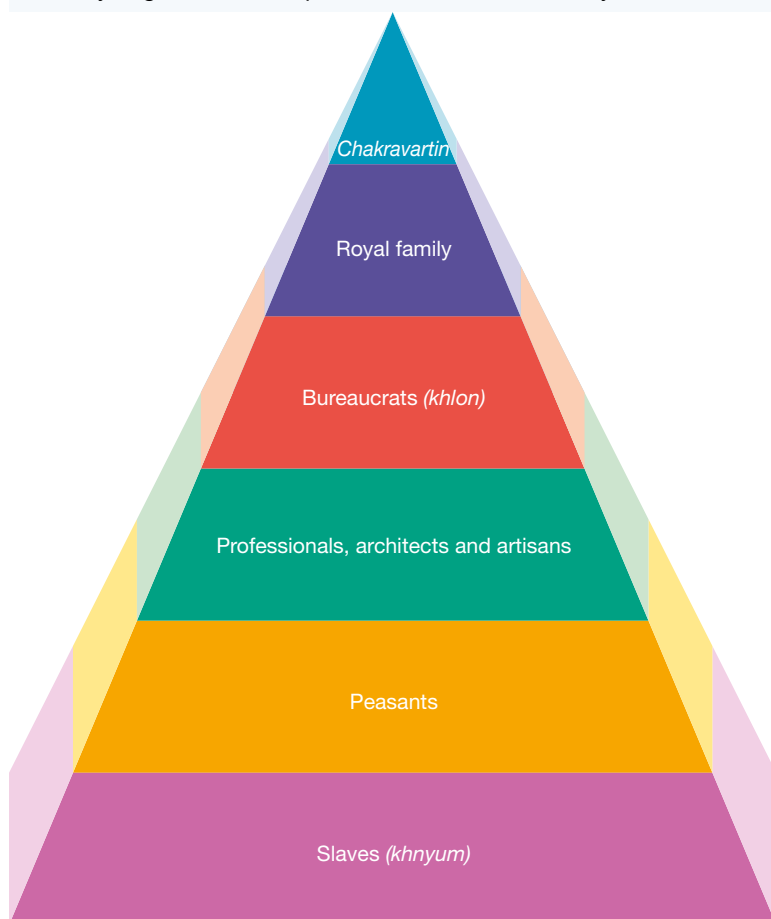 Chakravartin
Royal family
Bureaucrats (khlon)
Professionals, architects and artisans
Peasants
Slaves (khnyum)